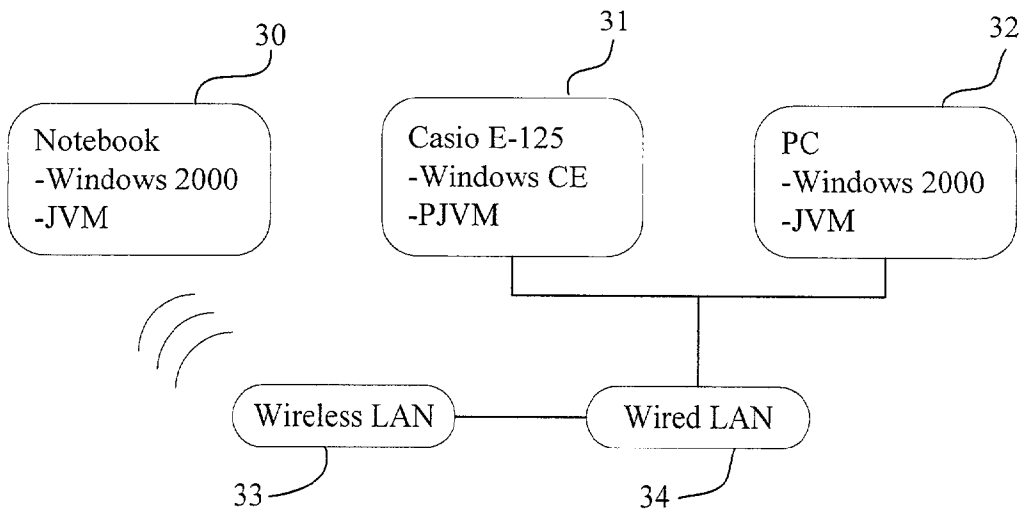 30
31
32
Notebook
-Windows 2000
-JVM
Casio E-125
-Windows CE
-PJVM
PC
-Windows 2000
-JVM
Wireless LAN
Wired LAN
33
34